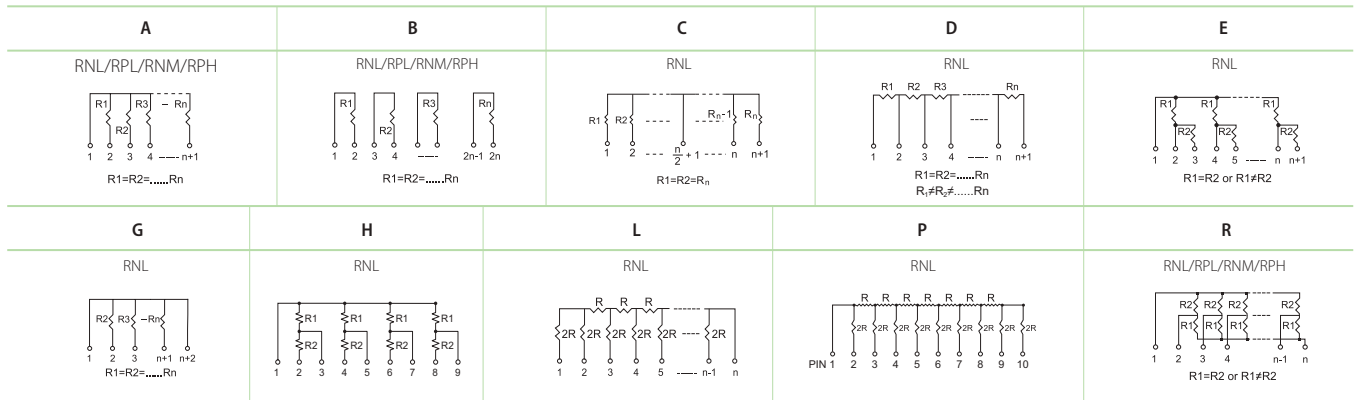 A B C D E
RNL/RPL/RNM/RPH RNL/RPL/RNM/RPH RNL RNL RNL
R1 R3 – Rn
R2
1 2 3 4 n+1
R1=R2=......Rn
R1 R3 Rn
R2
1 2 3 4 2n-1 2n
R1 R2 Rn-1 Rn
1 2 n/2 + 1 n n+1
R1=R2=Rn
R1 R2 R3 Rn
1 2 3 4 n n+1
R1=R2=......Rn
R1≠R2≠......Rn
R1 R1 R1
R2 R2 R2
1 2 3 4 5 n n+1
R1=R2 or R1≠R2
G H L P R
RNL RNL RNL RNL RNL/RPL/RNM/RPH
R2 R3 –Rn
1 2 3 n+1 n+2
R1=R2=......Rn
R1 R1 R1 R1
R2 R2 R2 R2
1 2 3 4 5 6 7 8 9
R R R
2R 2R 2R 2R 2R 2R
1 2 3 4 5 n-1 n
R R R R R R
2R 2R 2R 2R 2R 2R 2R 2R
PIN 1 2 3 4 5 6 7 8 9 10
R2 R2 R2 R2
R1 R1 R1 R1
1 2 3 4 n-1 n
R1=R2 or R1≠R2